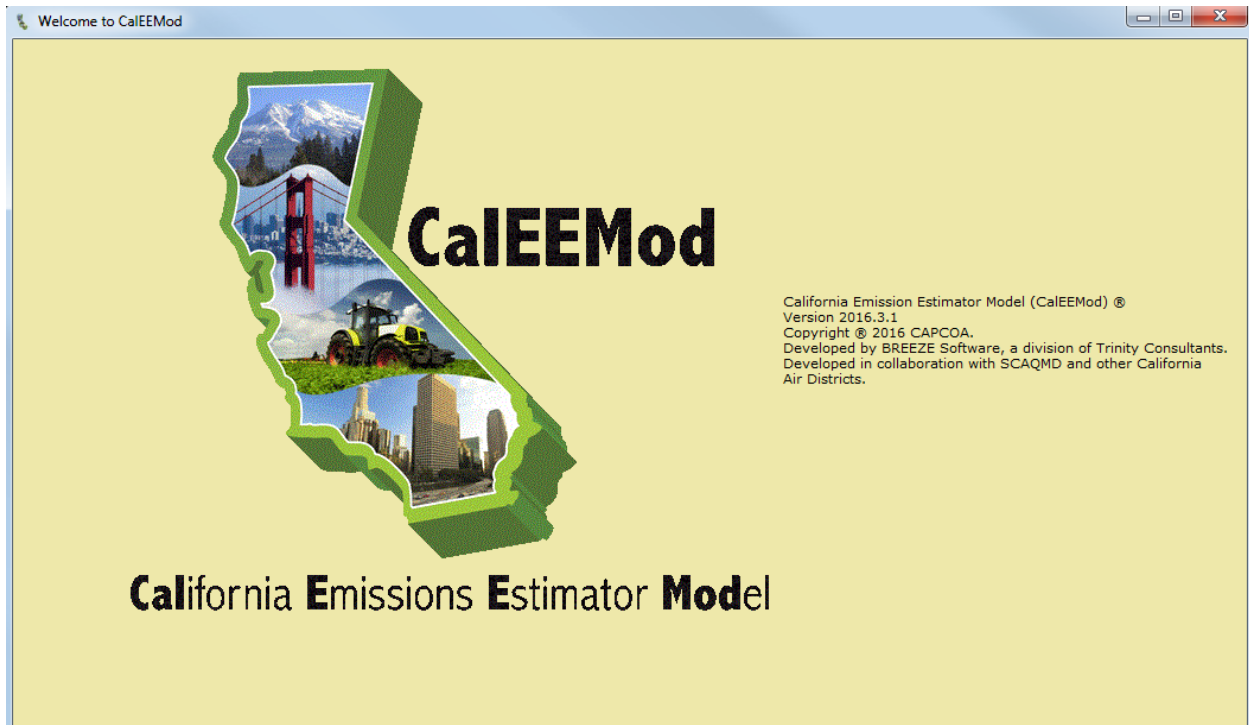 Welcome to CalEEMod
CalEEMod
California Emission Estimator Model (CalEEMod) ®
Version 2016.3.1
Copyright ® 2016 CAPCOA.
Developed by BREEZE Software, a division of Trinity Consultants.
Developed in collaboration with SCAQMD and other California
Air Districts.
California Emissions Estimator Model